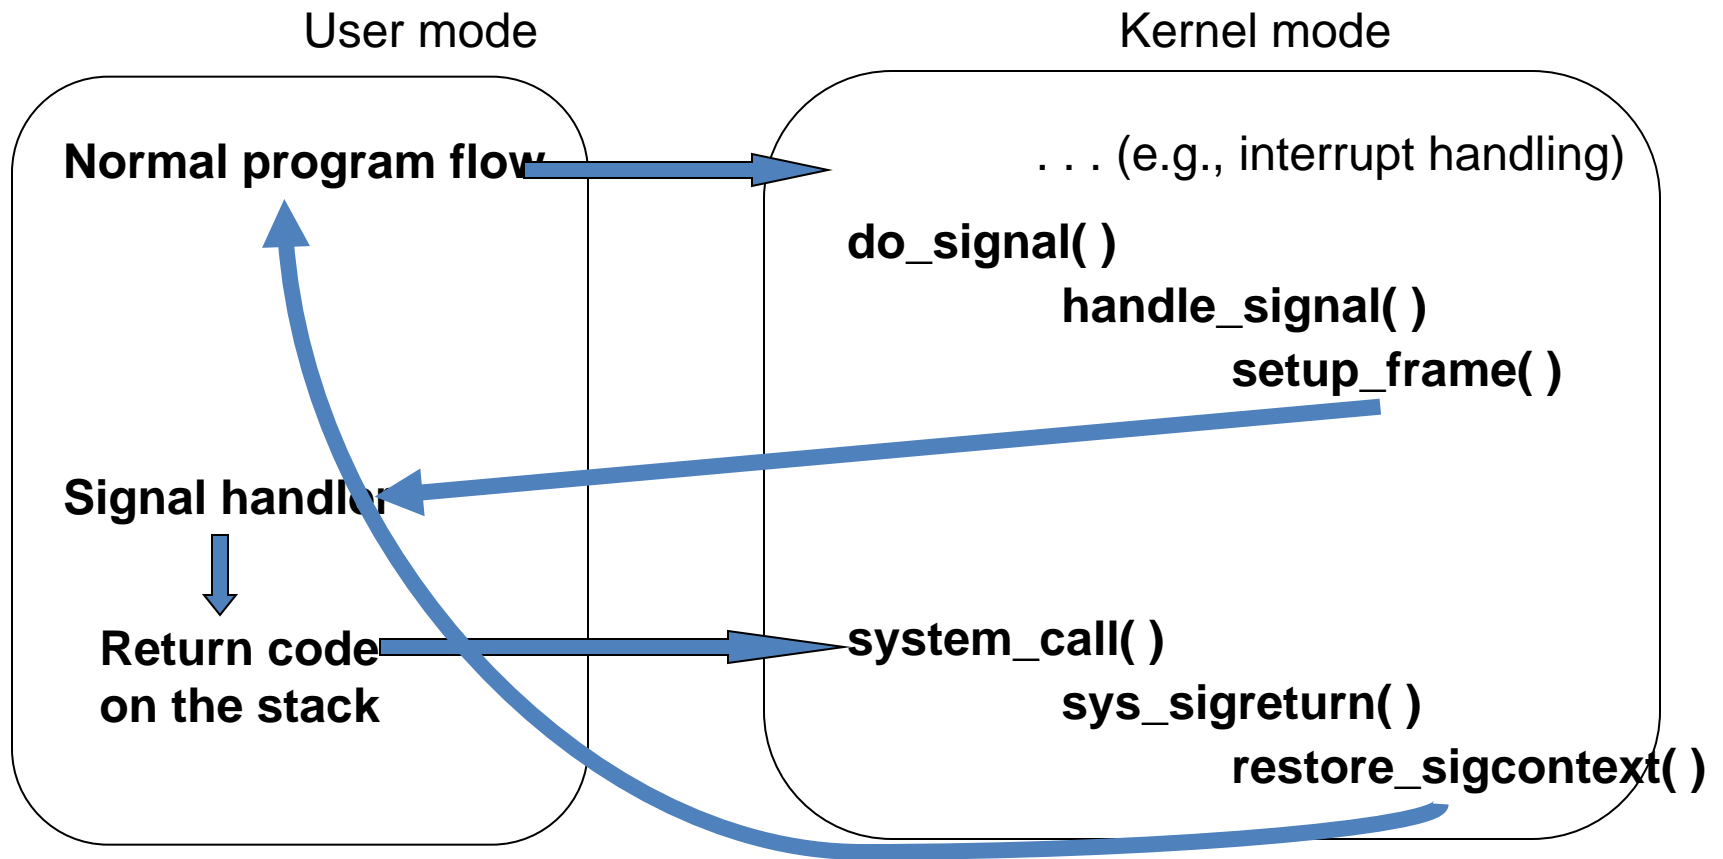 User mode
Kernel mode
Normal program flow
. . . (e.g., interrupt handling)
do_signal( )
handle_signal( )
setup_frame( )
Signal handler
Return code
on the stack
system_call( )
sys_sigreturn( )
restore_sigcontext( )